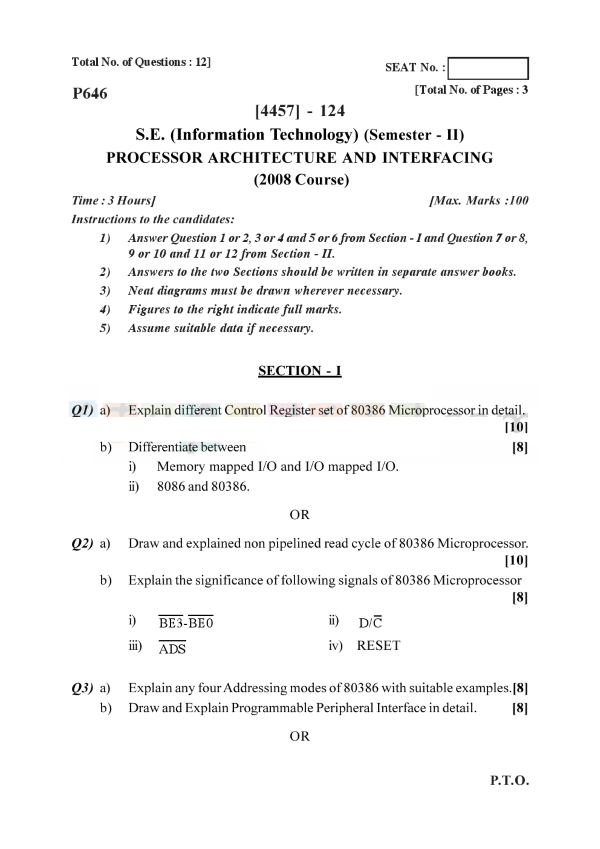 Total No. of Questions : 12]
SEAT No. :
P646
[Total No. of Pages : 3
[4457] - 124
S.E. (Information Technology) (Semester - II)
PROCESSOR ARCHITECTURE AND INTERFACING
(2008 Course)
Time : 3 Hours] [Max. Marks :100
Instructions to the candidates:
1) Answer Question 1 or 2, 3 or 4 and 5 or 6 from Section - I and Question 7 or 8,
9 or 10 and 11 or 12 from Section - II.
2) Answers to the two Sections should be written in separate answer books.
3) Neat diagrams must be drawn wherever necessary.
4) Figures to the right indicate full marks.
5) Assume suitable data if necessary.
SECTION - I
Q1) a) Explain different Control Register set of 80386 Microprocessor in detail.
[10]
b) Differentiate between [8]
i) Memory mapped I/O and I/O mapped I/O.
ii) 8086 and 80386.
OR
Q2) a) Draw and explained non pipelined read cycle of 80386 Microprocessor.
[10]
b) Explain the significance of following signals of 80386 Microprocessor
[8]
i) B̅E̅3̅-B̅E̅0̅ ii) D/C̅
iii) A̅D̅S̅ iv) RESET
Q3) a) Explain any four Addressing modes of 80386 with suitable examples.[8]
b) Draw and Explain Programmable Peripheral Interface in detail. [8]
OR
P.T.O.